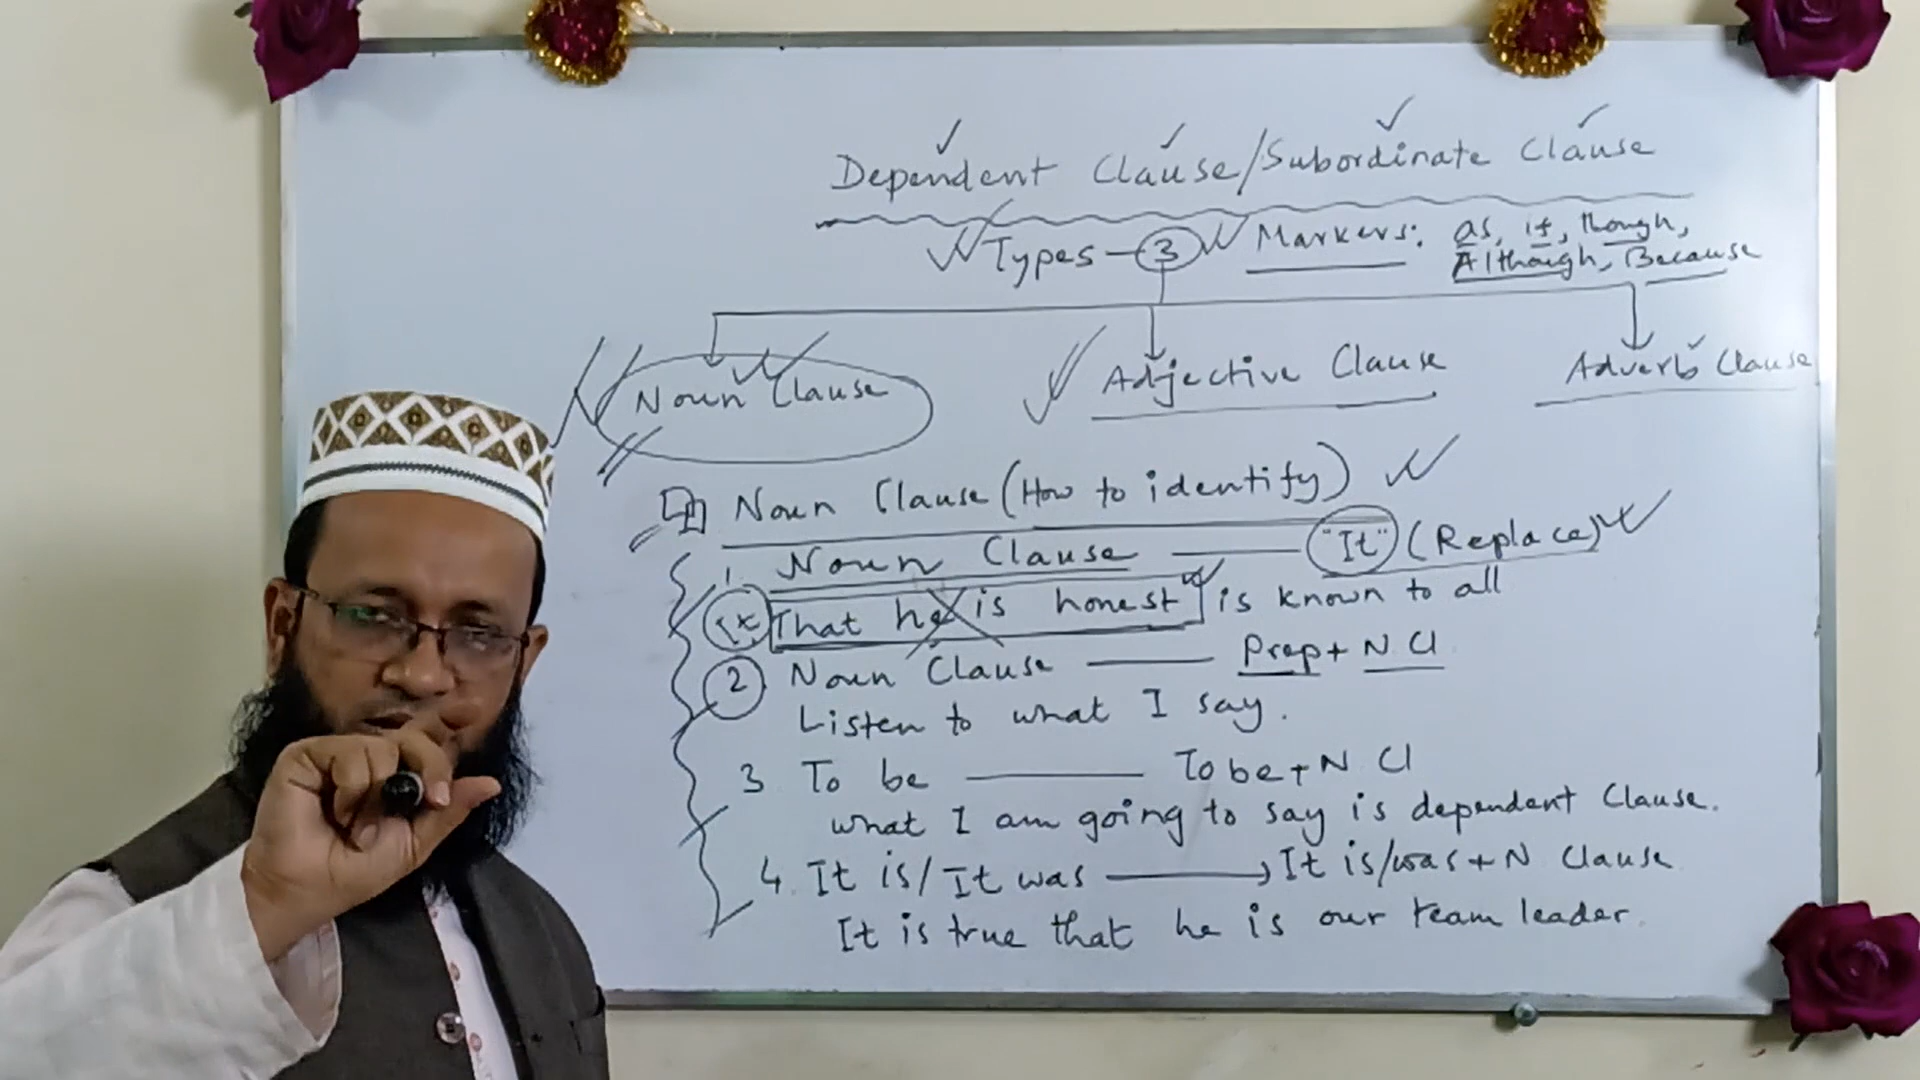 Dependent Clause/Subordinate Clause
Types - 3 Markers: as, if, though,
Although, Because
Noun Clause Adjective Clause Adverb Clause
Noun Clause (How to identify)
1. Noun Clause — "It" (Replace)
Ex: That he is honest is known to all
2. Noun Clause — Prep + N Cl
Listen to what I say.
3. To be — To be + N Cl
what I am going to say is dependent Clause.
4. It is/It was → It is/was + N Clause
It is true that he is our team leader.